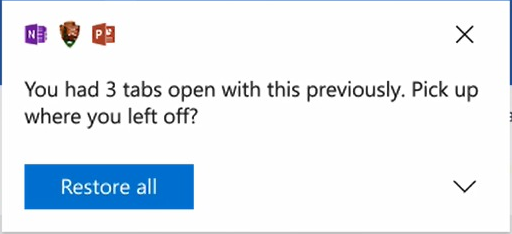 You had 3 tabs open with this previously. Pick up
where you left off?
Restore all